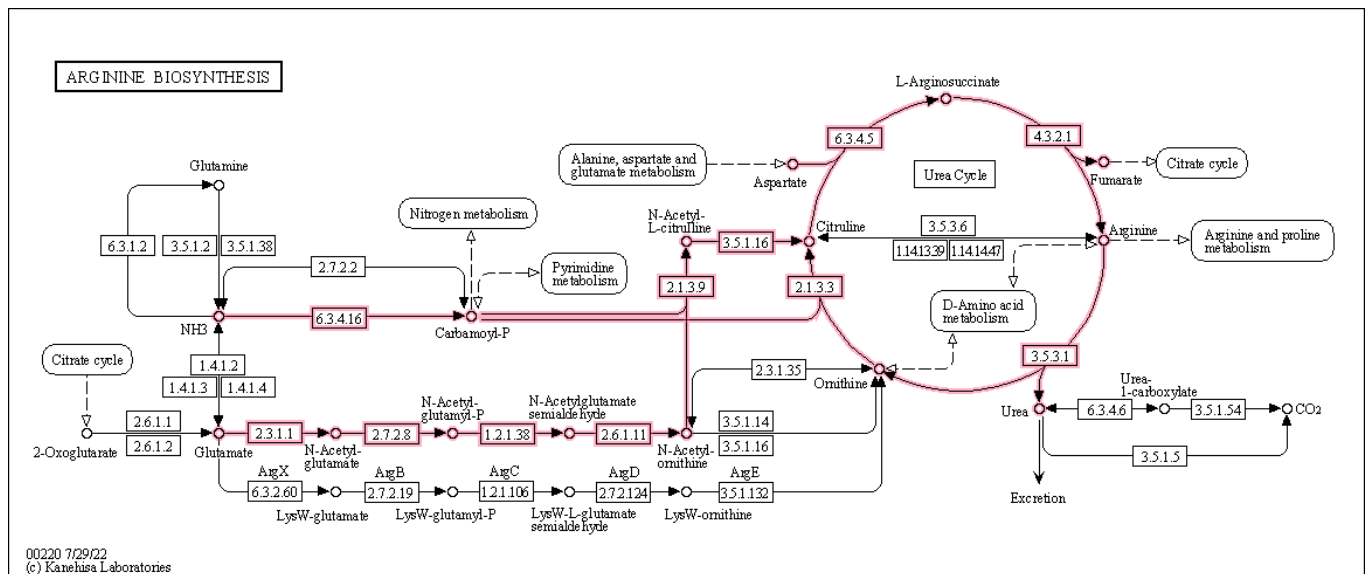 ARGININE BIOSYNTHESIS
L-Arginosuccinate
6.3.4.5
4.3.2.1
Alanine, aspartate and
glutamate metabolism
Aspartate
Urea Cycle
Fumarate
Citrate cycle
Glutamine
Nitrogen metabolism
N-Acetyl-
L-citrulline
Citruline
3.5.3.6
1.14.13.39
1.14.14.47
Arginine
Arginine and proline
metabolism
6.3.1.2
3.5.1.2
3.5.1.38
3.5.1.16
2.7.2.2
Pyrimidine
metabolism
2.1.3.9
2.1.3.3
D-Amino acid
metabolism
NH3
6.3.4.16
Carbamoyl-P
Citrate cycle
1.4.1.2
1.4.1.3
1.4.1.4
2.3.1.35
Ornithine
3.5.3.1
Urea
Urea-
1-carboxylate
6.3.4.6
3.5.1.54
CO2
3.5.1.5
Excretion
2-Oxoglutarate
2.6.1.1
2.6.1.2
Glutamate
2.3.1.1
N-Acetyl-
glutamate
2.7.2.8
N-Acetyl-
glutamyl-P
1.2.1.38
N-Acetylglutamate
semialdehyde
2.6.1.11
N-Acetyl-
ornithine
3.5.1.14
3.5.1.16
ArgX
6.3.2.60
LysW-glutamate
ArgB
2.7.2.19
LysW-glutamyl-P
ArgC
1.2.1.106
LysW-L-glutamate
semialdehyde
ArgD
2.7.2.124
LysW-ornithine
ArgE
3.5.1.132
00220 7/29/22
(c) Kanehisa Laboratories